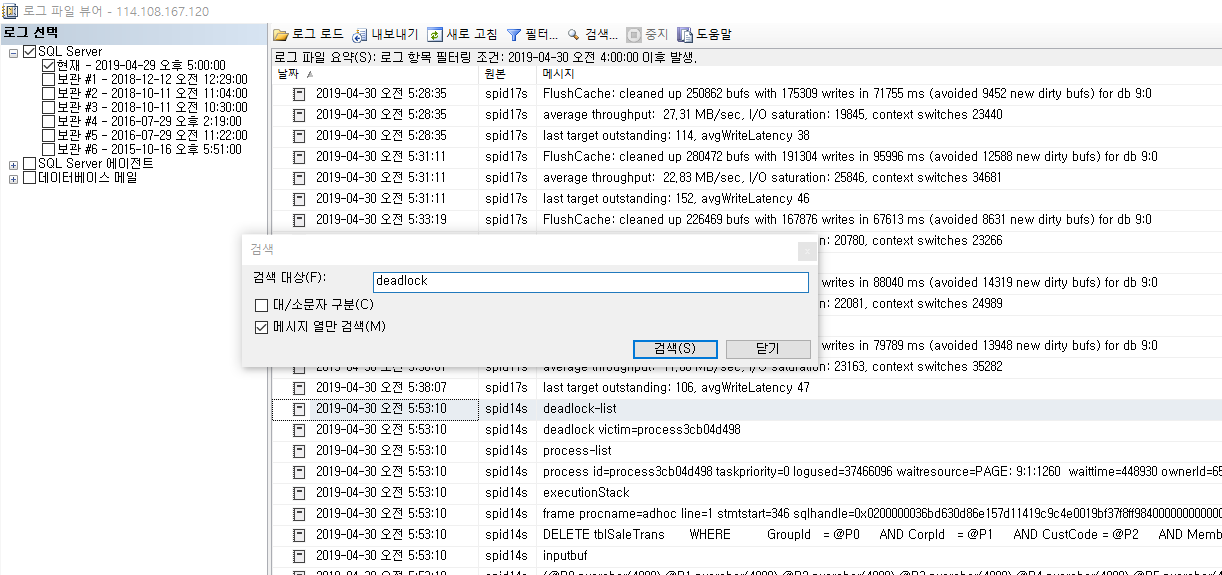 로그 파일 뷰어 - 114.108.167.120
로그 선택
SQL Server
현재 - 2019-04-29 오후 5:00:00
보관 #1 - 2018-12-12 오전 12:29:00
보관 #2 - 2018-10-11 오전 11:04:00
보관 #3 - 2018-10-11 오전 10:30:00
보관 #4 - 2016-07-29 오후 2:19:00
보관 #5 - 2016-07-29 오전 11:22:00
보관 #6 - 2015-10-16 오후 5:51:00
SQL Server 에이전트
데이터베이스 메일
로그 로드 내보내기 새로 고침 필터... 검색... 중지 도움말
로그 파일 요약(S): 로그 항목 필터링 조건: 2019-04-30 오전 4:00:00 이후 발생.
날짜 원본 메시지
2019-04-30 오전 5:28:35 spid17s FlushCache: cleaned up 250862 bufs with 175309 writes in 71755 ms (avoided 9452 new dirty bufs) for db 9:0
2019-04-30 오전 5:28:35 spid17s average throughput: 27,31 MB/sec, I/O saturation: 19845, context switches 23440
2019-04-30 오전 5:28:35 spid17s last target outstanding: 114, avgWriteLatency 38
2019-04-30 오전 5:31:11 spid17s FlushCache: cleaned up 280472 bufs with 191304 writes in 95996 ms (avoided 12588 new dirty bufs) for db 9:0
2019-04-30 오전 5:31:11 spid17s average throughput: 22,83 MB/sec, I/O saturation: 25846, context switches 34681
2019-04-30 오전 5:31:11 spid17s last target outstanding: 152, avgWriteLatency 46
2019-04-30 오전 5:33:19 spid17s FlushCache: cleaned up 226469 bufs with 167876 writes in 67613 ms (avoided 8631 new dirty bufs) for db 9:0
n: 20780, context switches 23266
writes in 88040 ms (avoided 14319 new dirty bufs) for db 9:0
n: 22081, context switches 24989
writes in 79789 ms (avoided 13948 new dirty bufs) for db 9:0
검색
검색 대상(F): deadlock
대/소문자 구분(C)
메시지 열만 검색(M)
검색(S) 닫기
MB/sec, I/O saturation: 23163, context switches 35282
2019-04-30 오전 5:38:07 spid17s last target outstanding: 106, avgWriteLatency 47
2019-04-30 오전 5:53:10 spid14s deadlock-list
2019-04-30 오전 5:53:10 spid14s deadlock victim=process3cb04d498
2019-04-30 오전 5:53:10 spid14s process-list
2019-04-30 오전 5:53:10 spid14s process id=process3cb04d498 taskpriority=0 logused=37466096 waitresource=PAGE: 9:1:1260 waittime=448930 ownerId=65
2019-04-30 오전 5:53:10 spid14s executionStack
2019-04-30 오전 5:53:10 spid14s frame procname=adhoc line=1 stmtstart=346 sqlhandle=0x0200000036bd630d86e157d11419c9c4e0019bf37f8ff9840000000000000
2019-04-30 오전 5:53:10 spid14s DELETE tblSaleTrans WHERE GroupId = @P0 AND CorpId = @P1 AND CustCode = @P2 AND Memb
2019-04-30 오전 5:53:10 spid14s inputbuf